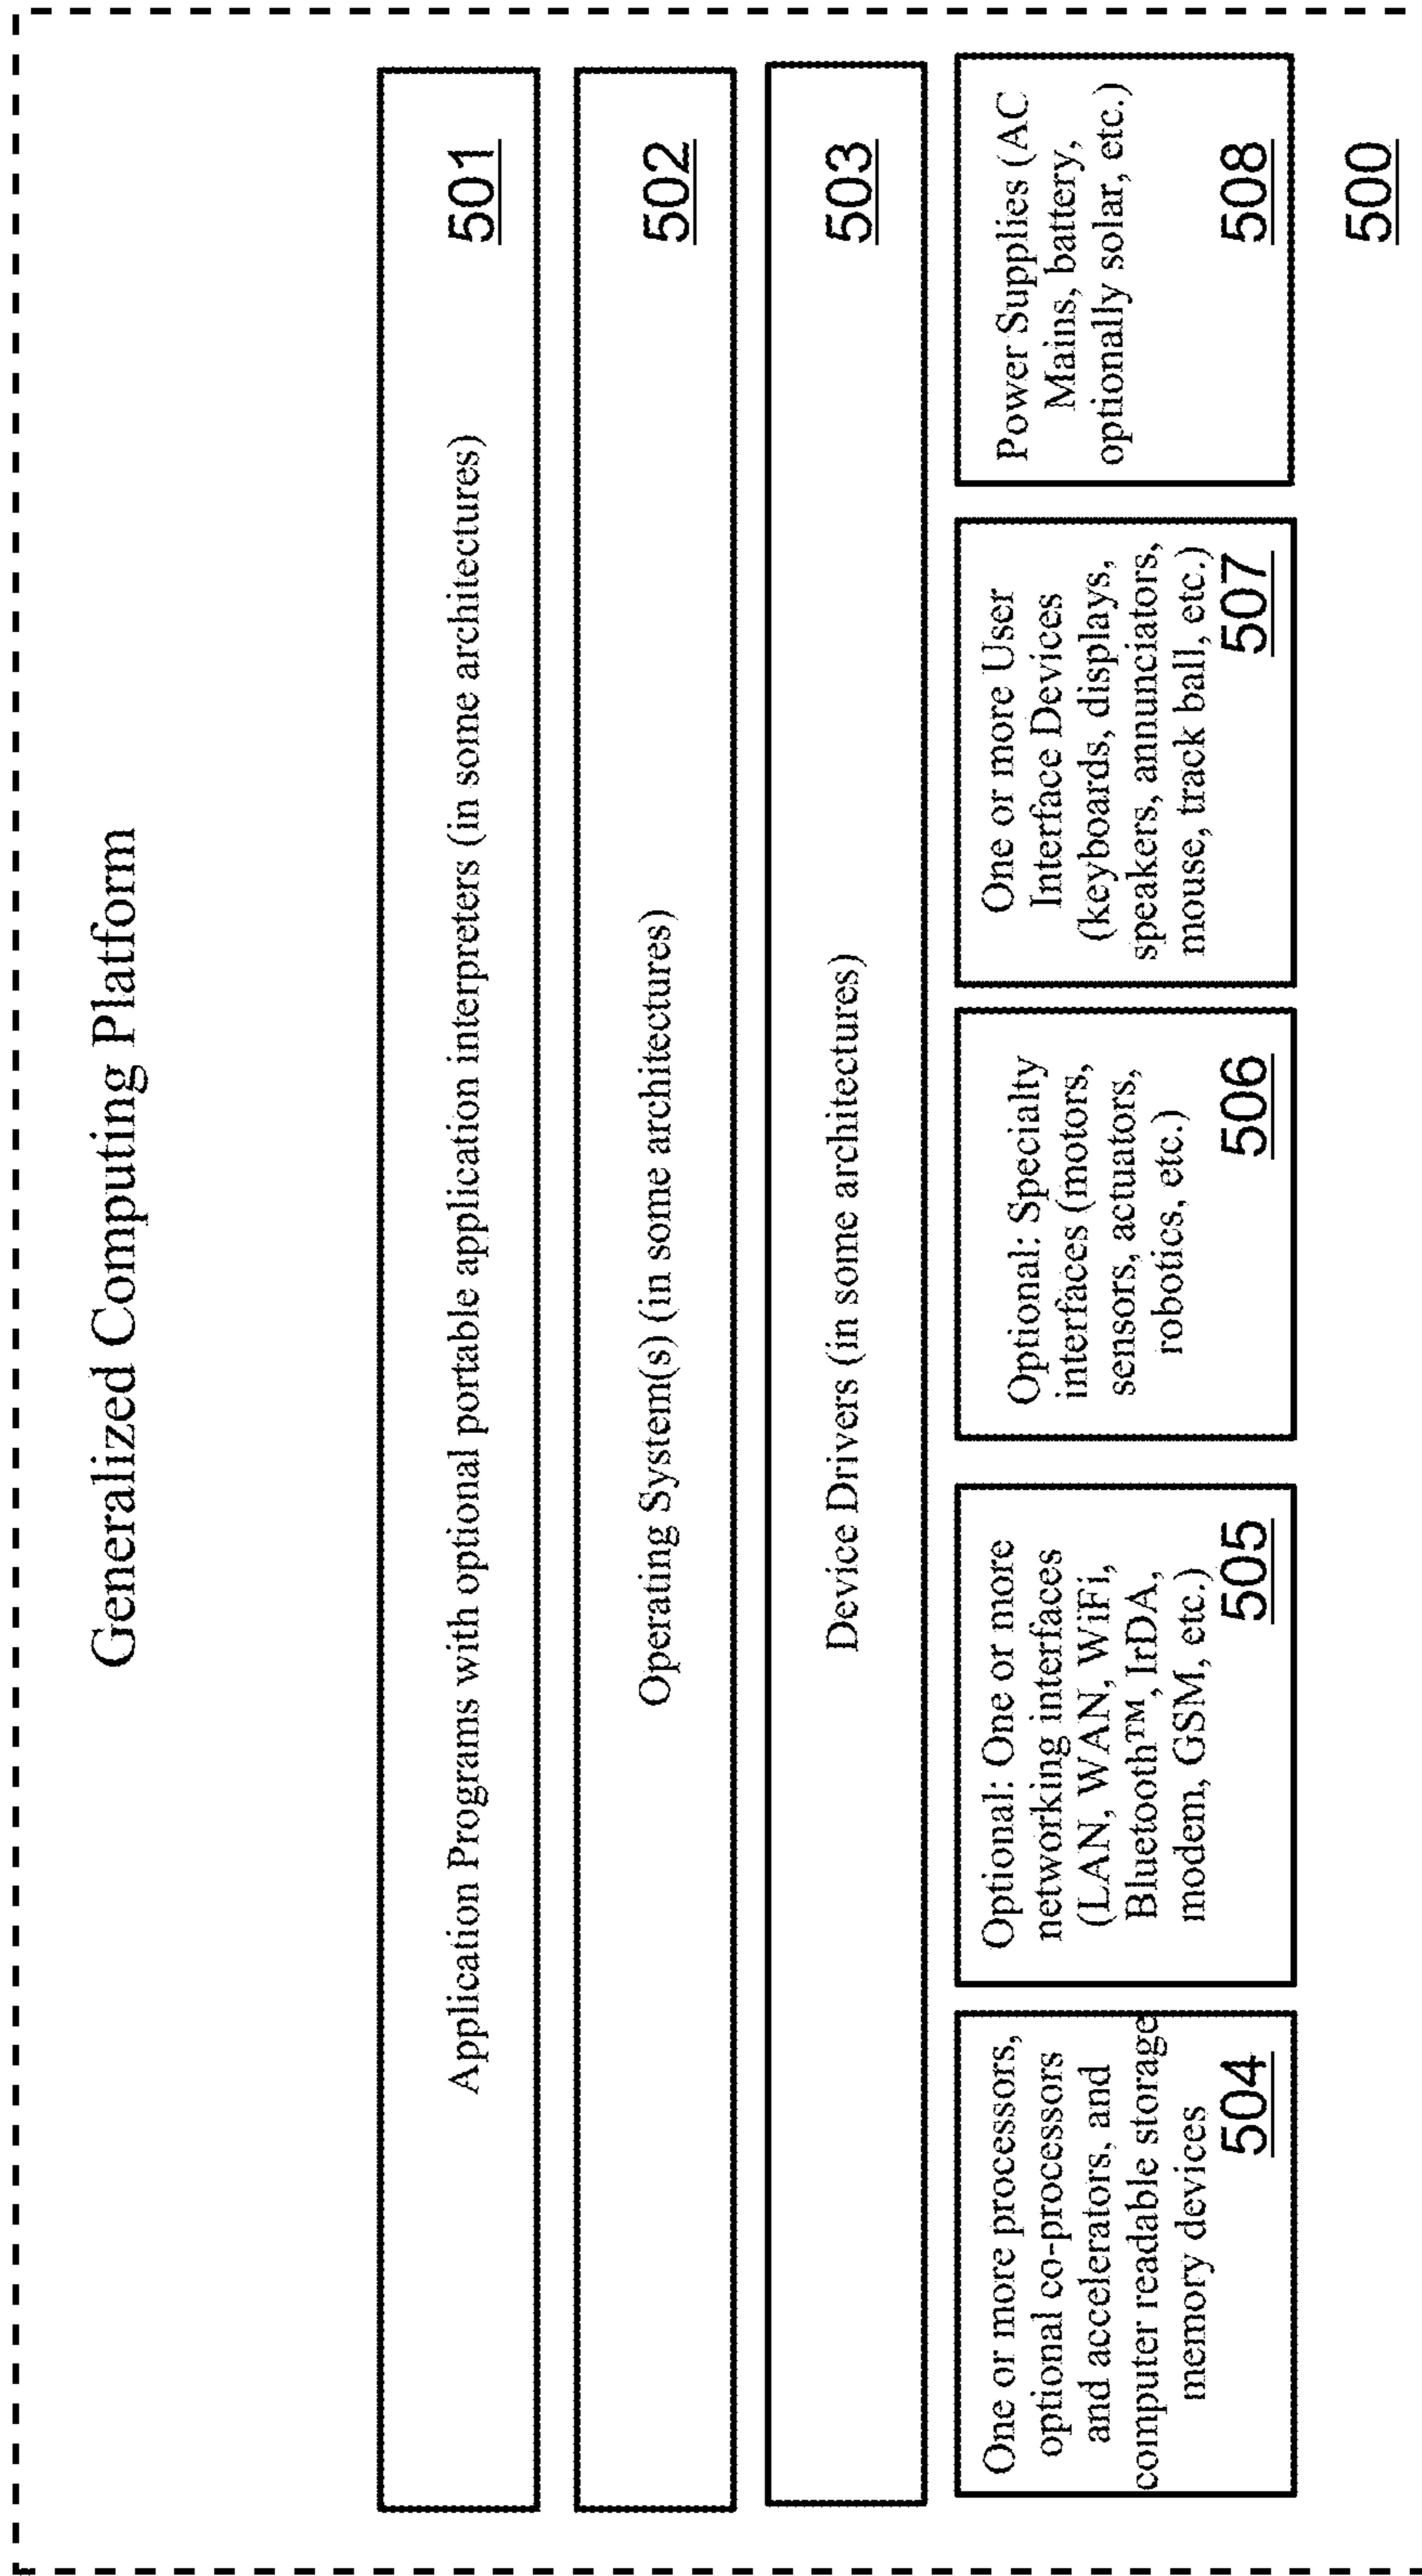 Generalized Computing Platform
Application Programs with optional portable application interpreters (in some architectures)
501
Operating System(s) (in some architectures)
502
Device Drivers (in some architectures)
503
One or more processors,
optional co-processors
and accelerators, and
computer readable storage
memory devices
504
Optional: One or more
networking interfaces
(LAN, WAN, WiFi,
Bluetooth™, IrDA,
modem, GSM, etc.)
505
Optional: Specialty
interfaces (motors,
sensors, actuators,
robotics, etc.)
506
One or more User
Interface Devices
(keyboards, displays,
speakers, annunciators,
mouse, track ball, etc.)
507
Power Supplies (AC
Mains, battery,
optionally solar, etc.)
508
500